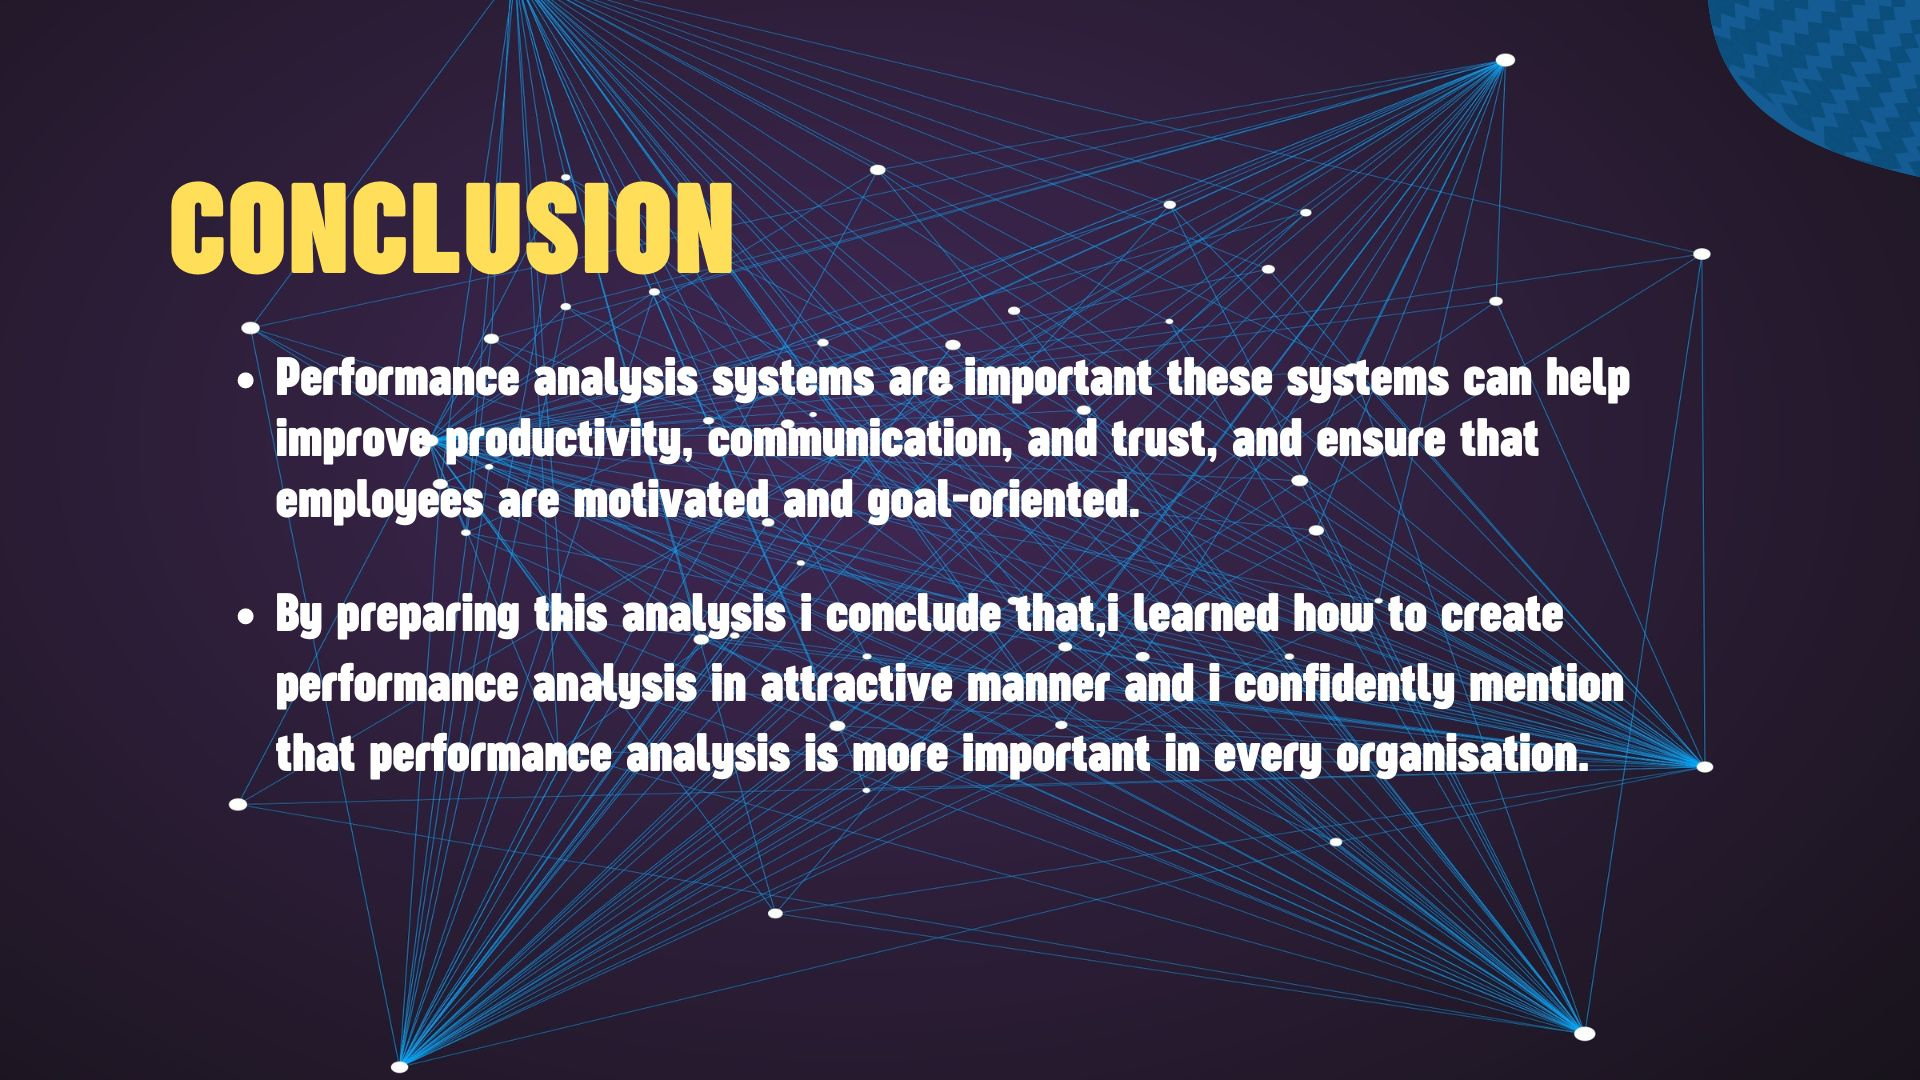 CONCLUSION
• Performance analysis systems are important these systems can help
improve productivity, communication, and trust, and ensure that
employees are motivated and goal-oriented.
• By preparing this analysis i conclude that,i learned how to create
performance analysis in attractive manner and i confidently mention
that performance analysis is more important in every organisation.